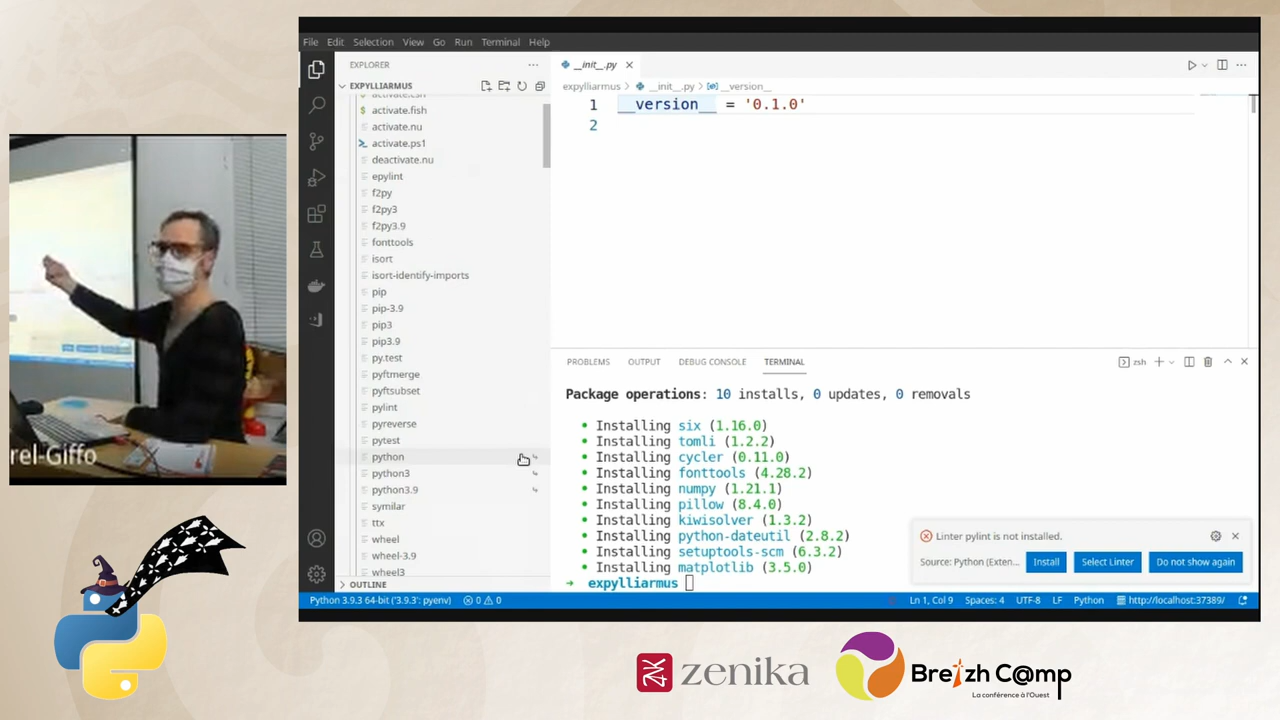 File Edit Selection View Go Run Terminal Help
EXPLORER
EXPYLLIARMUS
activate.csh
activate.fish
activate.nu
activate.ps1
deactivate.nu
epylint
f2py
f2py3
f2py3.9
fonttools
isort
isort-identify-imports
pip
pip-3.9
pip3
pip3.9
py.test
pyftmerge
pyftsubset
pylint
pyreverse
pytest
python
python3
python3.9
symilar
ttx
wheel
wheel-3.9
wheel3
OUTLINE
__init__.py
expylliarmus > __init__.py > __version__
1 __version__ = '0.1.0'
2
PROBLEMS OUTPUT DEBUG CONSOLE TERMINAL
zsh
Package operations: 10 installs, 0 updates, 0 removals
• Installing six (1.16.0)
• Installing tomli (1.2.2)
• Installing cycler (0.11.0)
• Installing fonttools (4.28.2)
• Installing numpy (1.21.1)
• Installing pillow (8.4.0)
• Installing kiwisolver (1.3.2)
• Installing python-dateutil (2.8.2)
• Installing setuptools-scm (6.3.2)
• Installing matplotlib (3.5.0)
➜ expylliarmus
Linter pylint is not installed.
Source: Python (Exten... Install Select Linter Do not show again
Python 3.9.3 64-bit ('3.9.3': pyenv) 0 0 Ln 1, Col 9 Spaces: 4 UTF-8 LF Python http://localhost:37389/
rel-Giffo
zenika
Breizh C@mp
La conférence à l'Ouest